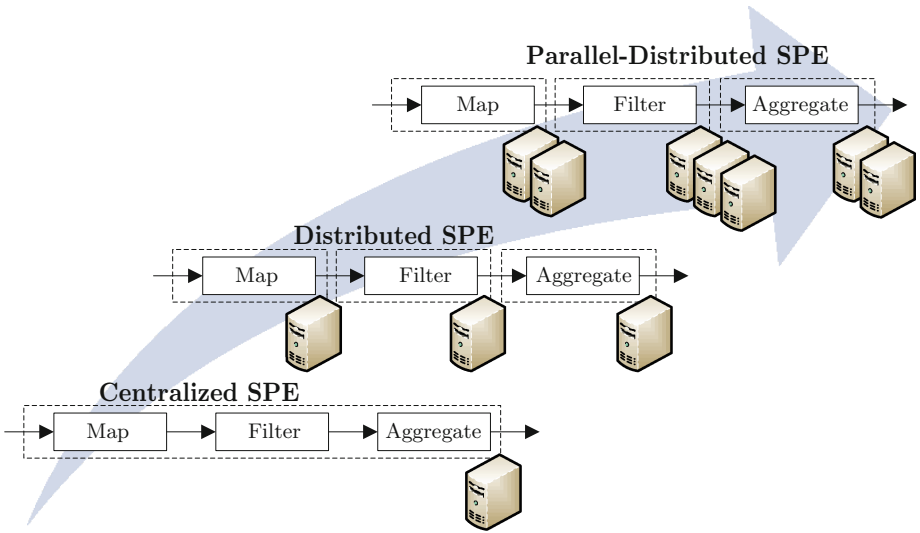 Parallel-Distributed SPE
Map Filter Aggregate
Distributed SPE
Map Filter Aggregate
Centralized SPE
Map Filter Aggregate